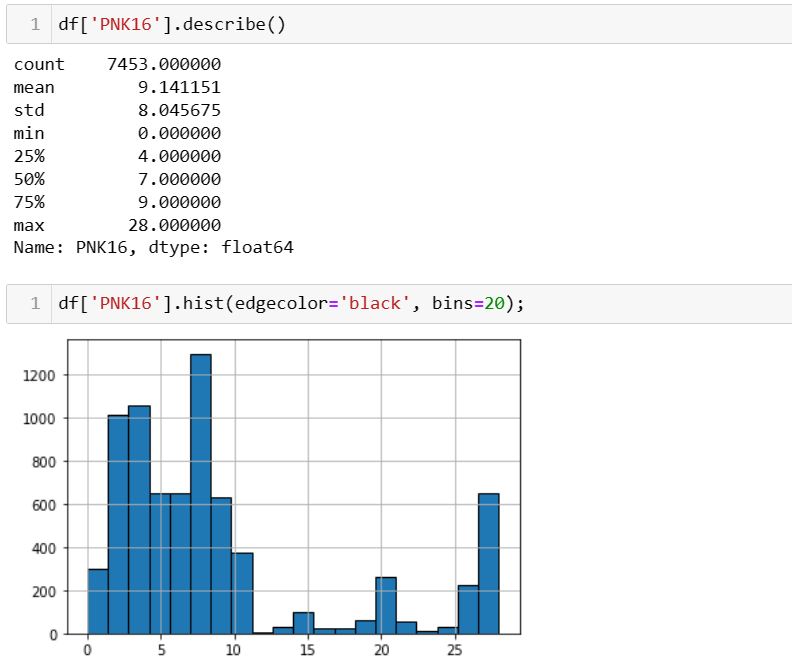 1 df['PNK16'].describe()
count 7453.000000
mean 9.141151
std 8.045675
min 0.000000
25% 4.000000
50% 7.000000
75% 9.000000
max 28.000000
Name: PNK16, dtype: float64
1 df['PNK16'].hist(edgecolor='black', bins=20);
1200
1000
800
600
400
200
0
0 5 10 15 20 25